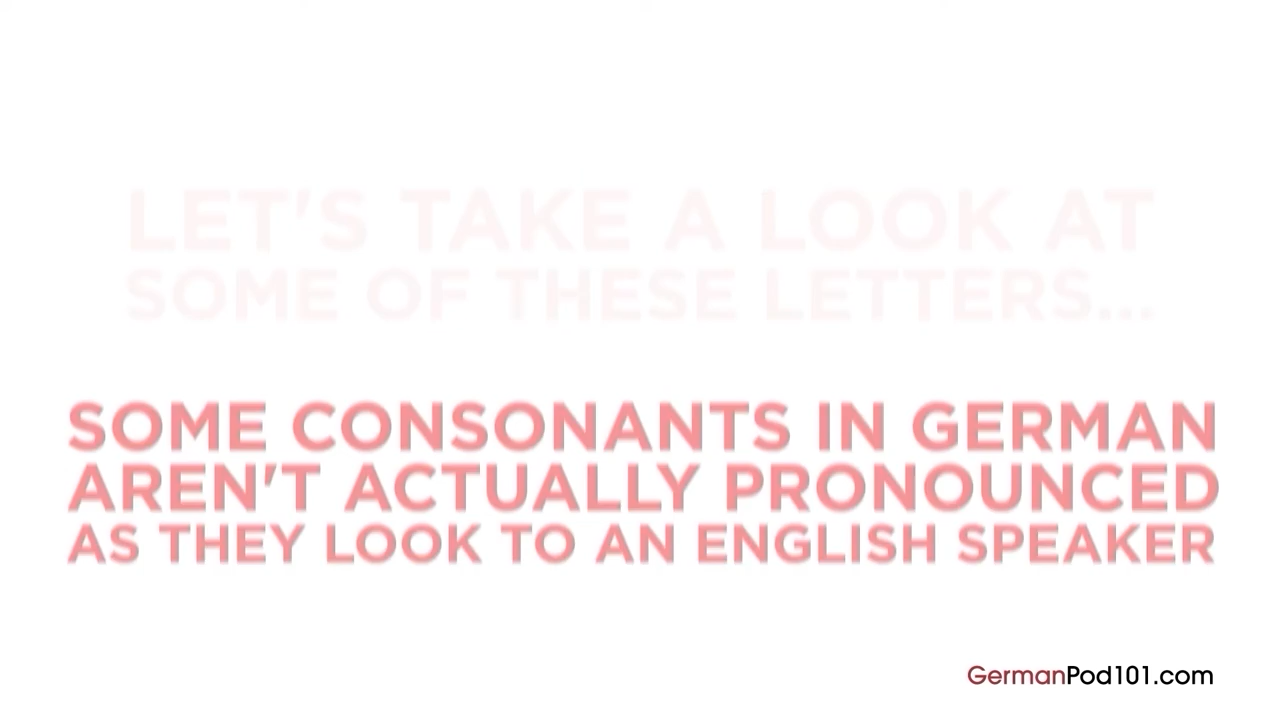 LET'S TAKE A LOOK AT
SOME OF THESE LETTERS...
SOME CONSONANTS IN GERMAN
AREN'T ACTUALLY PRONOUNCED
AS THEY LOOK TO AN ENGLISH SPEAKER
GermanPod101.com